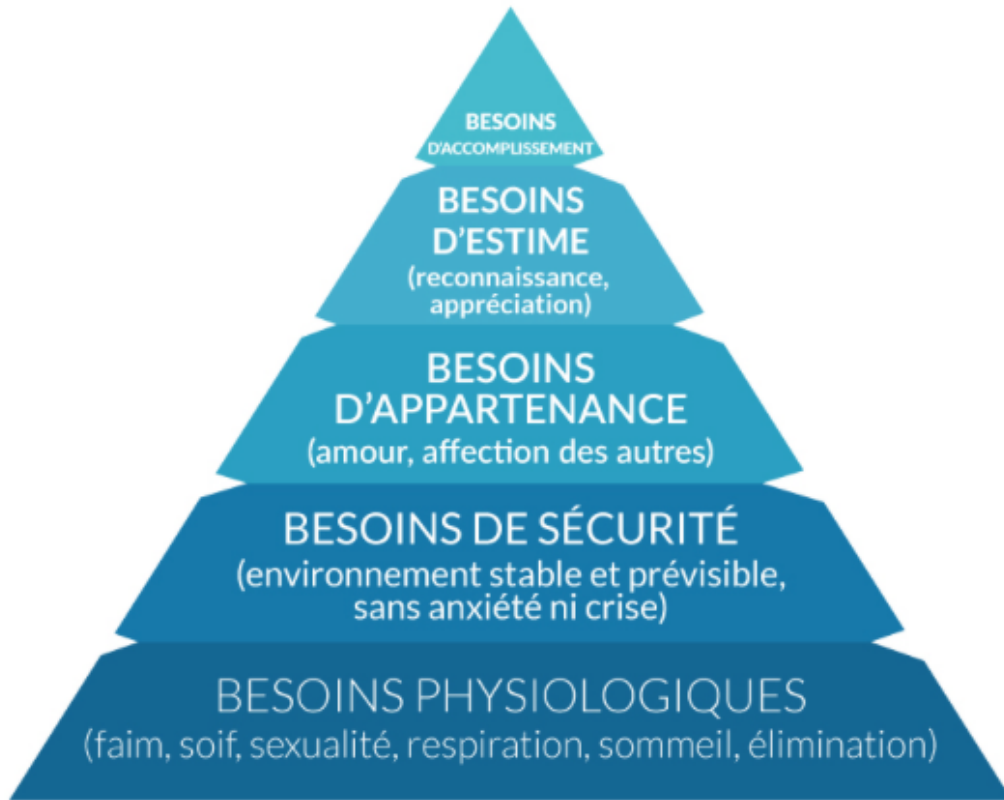 BESOINS
D'ACCOMPLISSEMENT
BESOINS
D'ESTIME
(reconnaissance,
appréciation)
BESOINS
D'APPARTENANCE
(amour, affection des autres)
BESOINS DE SÉCURITÉ
(environnement stable et prévisible,
sans anxiété ni crise)
BESOINS PHYSIOLOGIQUES
(faim, soif, sexualité, respiration, sommeil, élimination)